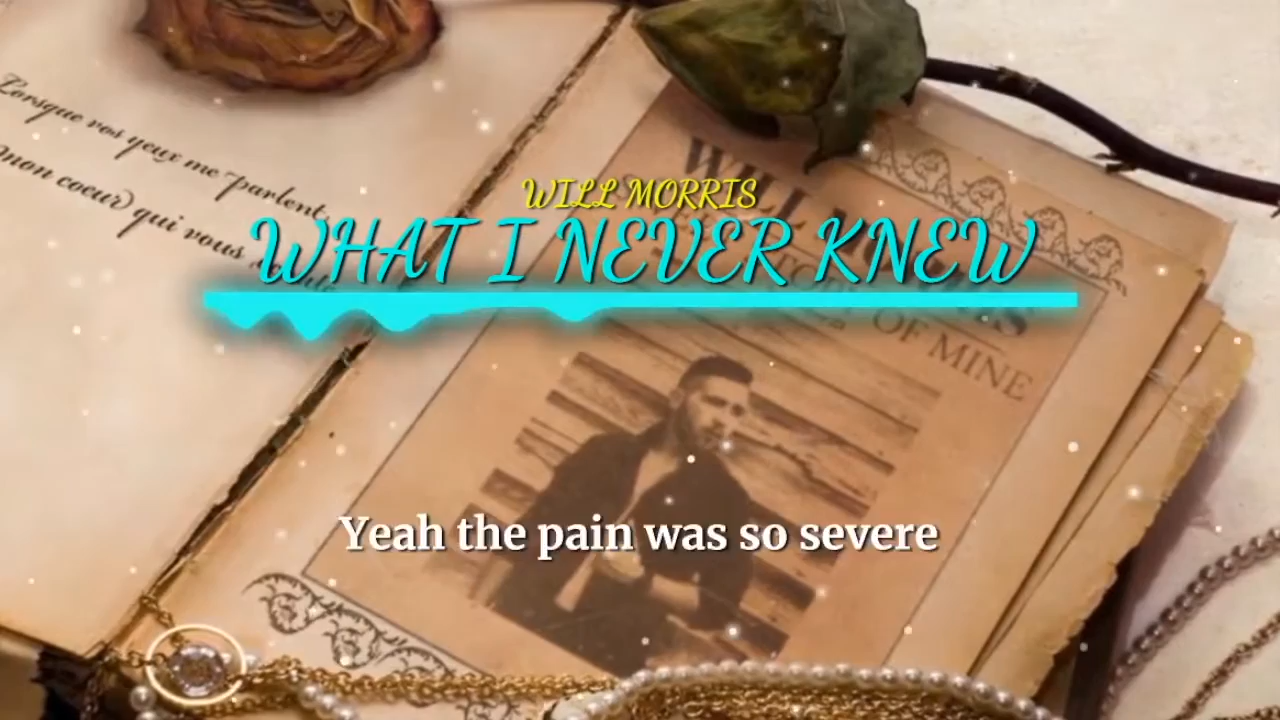 Lorsque vos yeux me parlent,
mon coeur qui vous
WILL MORRIS
WHAT I NEVER KNEW
WILL
OF MINE
Yeah the pain was so severe